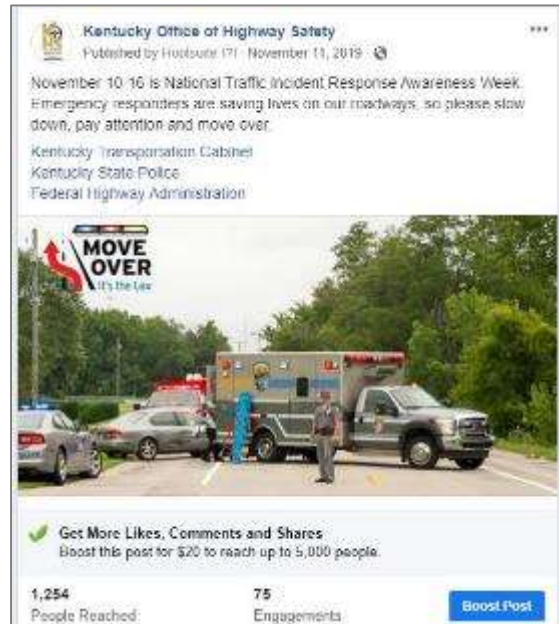 Kentucky Office of Highway Safety
Published by Hootsuite [?] · November 11, 2019 ·
November 10-16 is National Traffic Incident Response Awareness Week.
Emergency responders are saving lives on our roadways, so please slow
down, pay attention and move over.
Kentucky Transportation Cabinet
Kentucky State Police
Federal Highway Administration
MOVE
OVER
It's the Law
Get More Likes, Comments and Shares
Boost this post for $20 to reach up to 5,000 people.
1,254
People Reached
75
Engagements
Boost Post